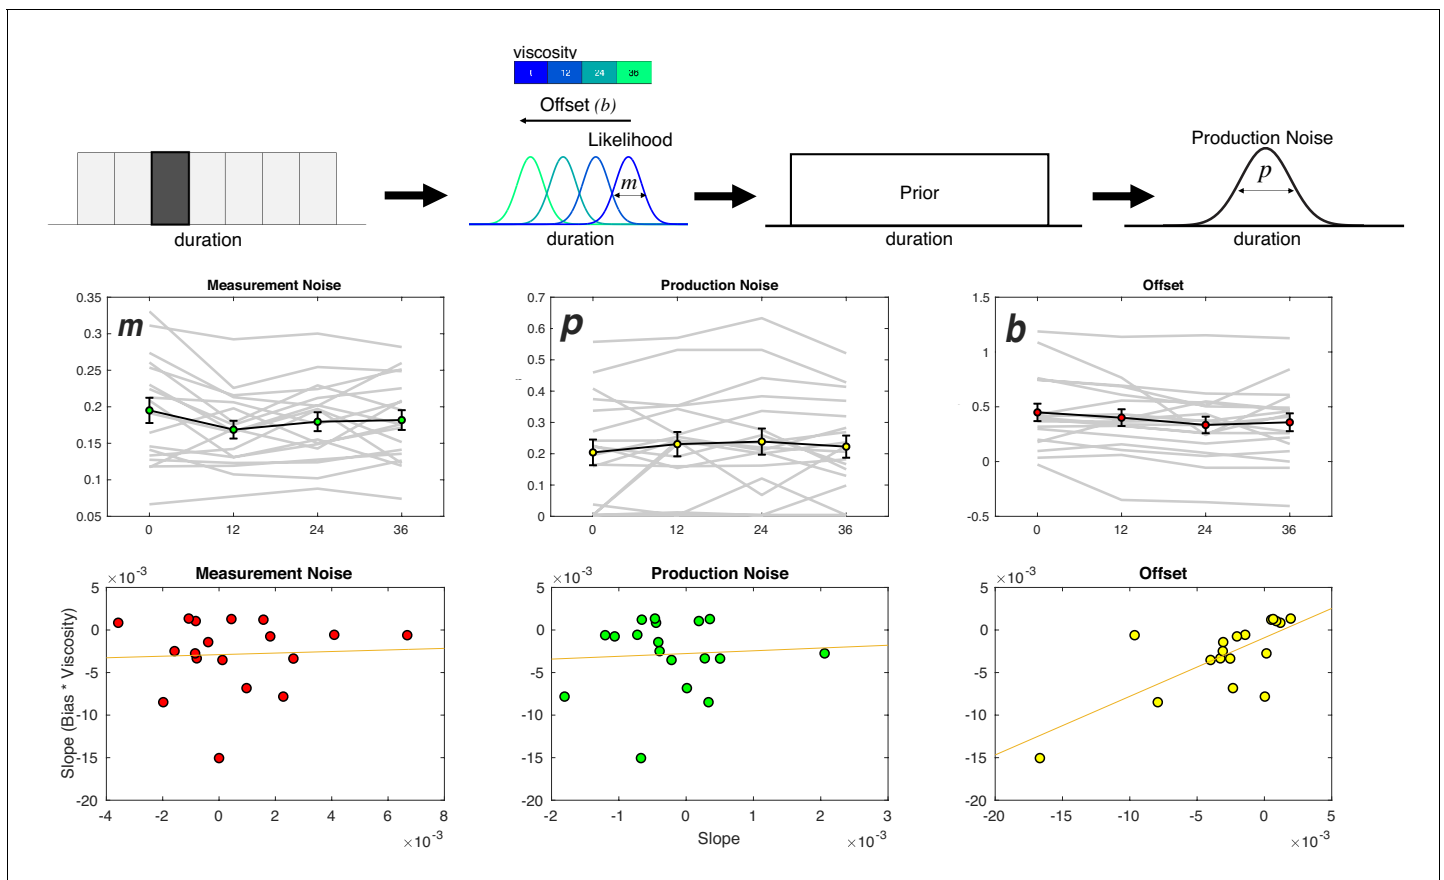 viscosity
0 12 24 36
Offset (b)
Likelihood
m
Production Noise
p
Prior
duration duration duration duration
Measurement Noise Production Noise Offset
m p b
0.35 0.3 0.25 0.2 0.15 0.1 0.05
0 12 24 36
0.7 0.6 0.5 0.4 0.3 0.2 0.1 0
0 12 24 36
1.5 1 0.5 0 -0.5
0 12 24 36
Measurement Noise Production Noise Offset
×10⁻³ ×10⁻³ ×10⁻³
Slope (Bias * Viscosity)
5 0 -5 -10 -15 -20
-4 -2 0 2 4 6 8
×10⁻³
5 0 -5 -10 -15 -20
-2 -1 0 1 2 3
Slope
×10⁻³
5 0 -5 -10 -15 -20
-20 -15 -10 -5 0 5
×10⁻³